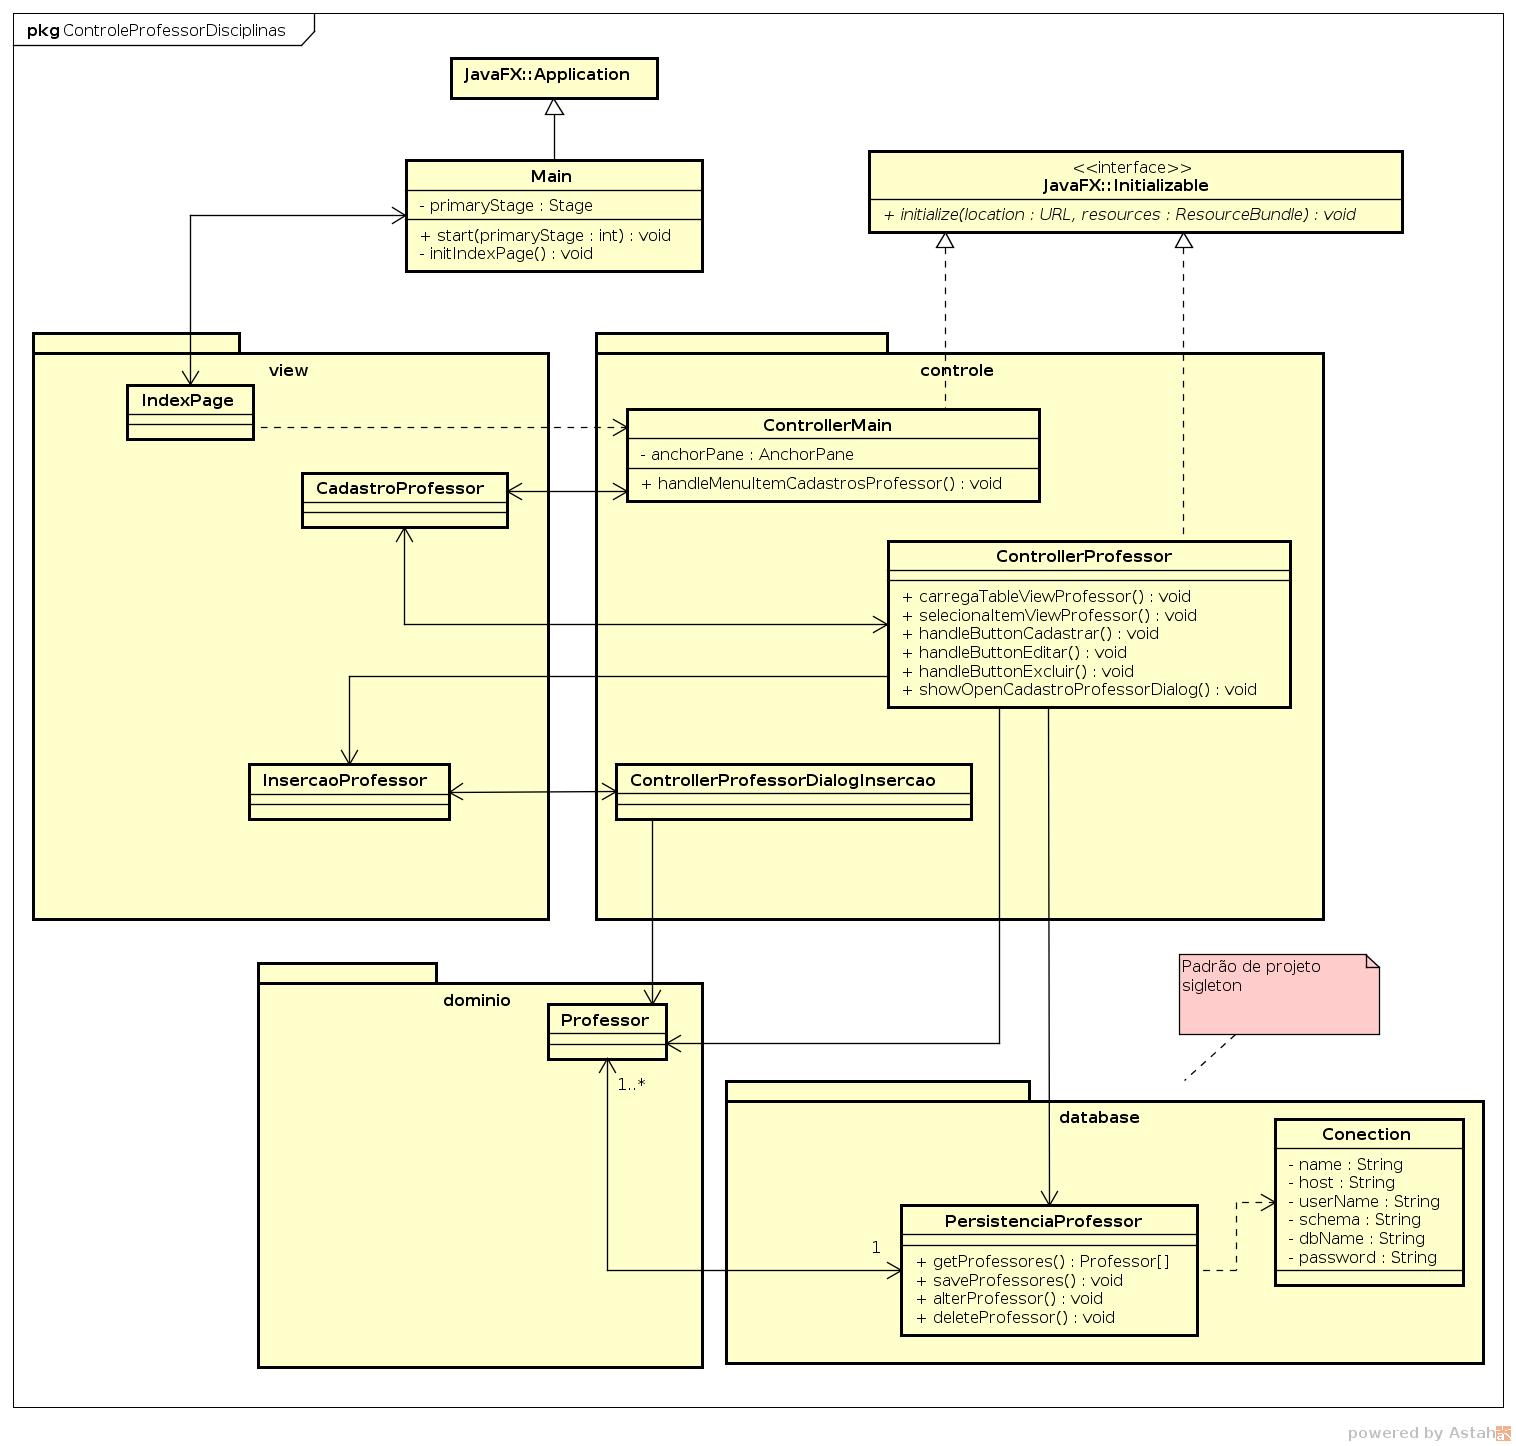 pkg ControleProfessorDisciplinas
JavaFX::Application
Main
- primaryStage : Stage
+ start(primaryStage : int) : void
- initIndexPage() : void
<<interface>>
JavaFX::Initializable
+ initialize(location : URL, resources : ResourceBundle) : void
view
IndexPage
CadastroProfessor
InsercaoProfessor
controle
ControllerMain
- anchorPane : AnchorPane
+ handleMenuItemCadastrosProfessor() : void
ControllerProfessor
+ carregaTableViewProfessor() : void
+ selecionaItemViewProfessor() : void
+ handleButtonCadastrar() : void
+ handleButtonEditar() : void
+ handleButtonExcluir() : void
+ showOpenCadastroProfessorDialog() : void
ControllerProfessorDialogInsercao
dominio
Professor
1..*
Padrão de projeto
sigleton
database
1
PersistenciaProfessor
+ getProfessores() : Professor[]
+ saveProfessores() : void
+ alterProfessor() : void
+ deleteProfessor() : void
Conection
- name : String
- host : String
- userName : String
- schema : String
- dbName : String
- password : String
powered by Astah